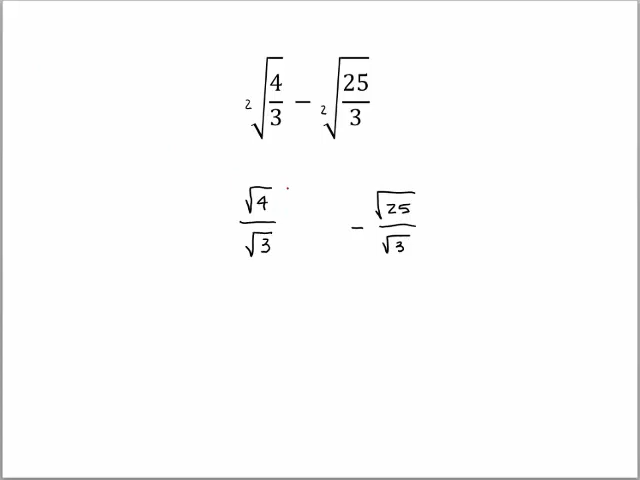 ²√(4/3) − ²√(25/3)
√4/√3 − √25/√3